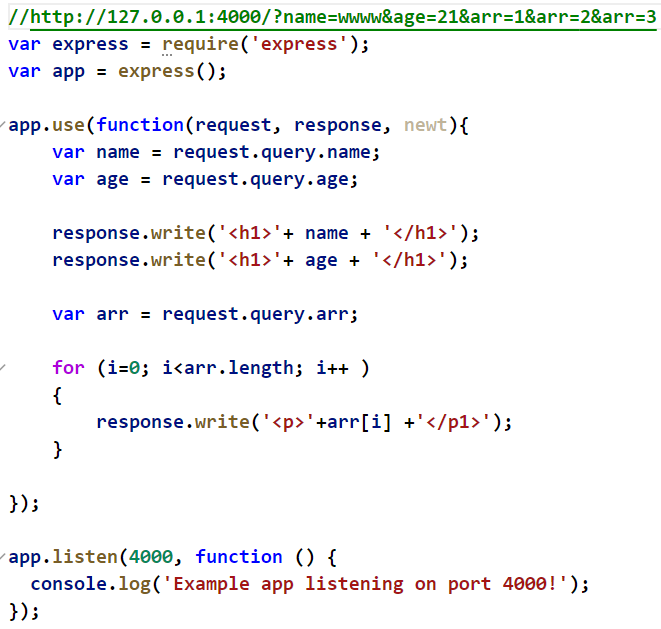 //http://127.0.0.1:4000/?name=wwww&age=21&arr=1&arr=2&arr=3
var express = require('express');
var app = express();
app.use(function(request, response, newt){
    var name = request.query.name;
    var age = request.query.age;
    response.write('<h1>'+ name + '</h1>');
    response.write('<h1>'+ age + '</h1>');
    var arr = request.query.arr;
    for (i=0; i<arr.length; i++ )
    {
        response.write('<p>'+arr[i] +'</p1>');
    }
});
app.listen(4000, function () {
  console.log('Example app listening on port 4000!');
});